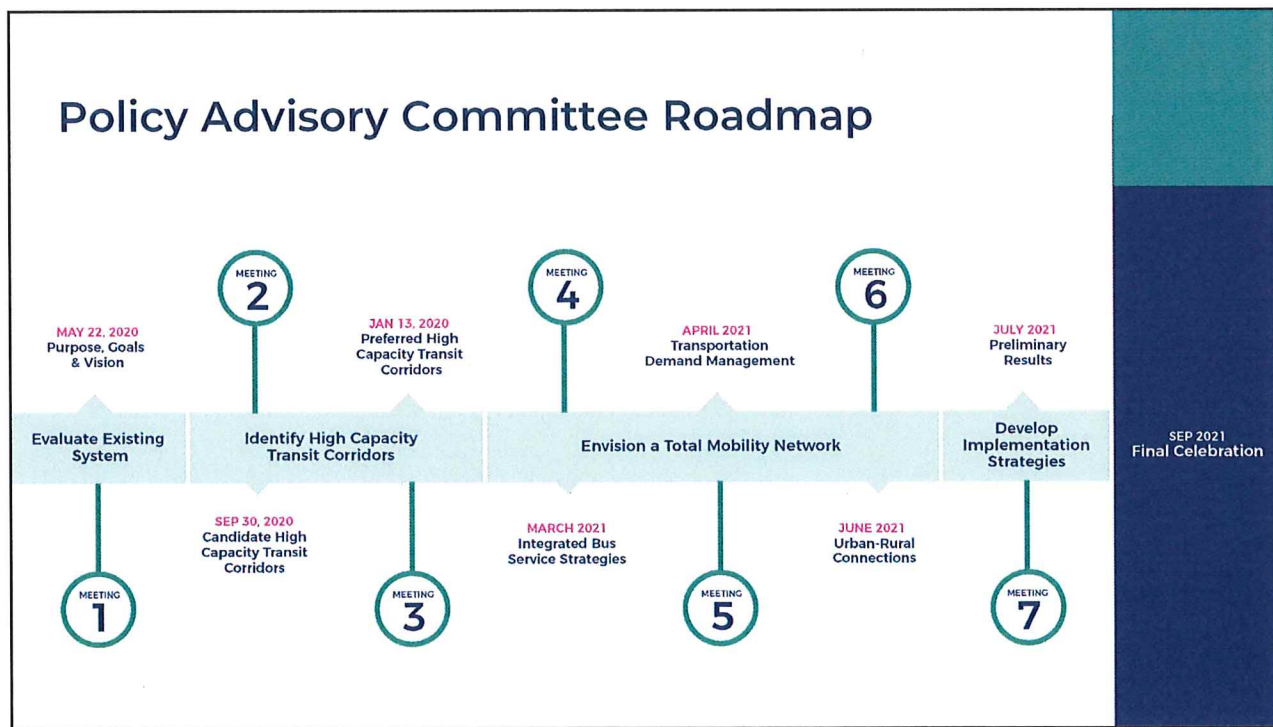 Policy Advisory Committee Roadmap
MEETING
2
MEETING
4
MEETING
6
MAY 22, 2020
Purpose, Goals
& Vision
JAN 13, 2020
Preferred High
Capacity Transit
Corridors
APRIL 2021
Transportation
Demand Management
JULY 2021
Preliminary
Results
Evaluate Existing
System
Identify High Capacity
Transit Corridors
Envision a Total Mobility Network
Develop
Implementation
Strategies
SEP 2021
Final Celebration
SEP 30, 2020
Candidate High
Capacity Transit
Corridors
MARCH 2021
Integrated Bus
Service Strategies
JUNE 2021
Urban-Rural
Connections
MEETING
1
MEETING
3
MEETING
5
MEETING
7